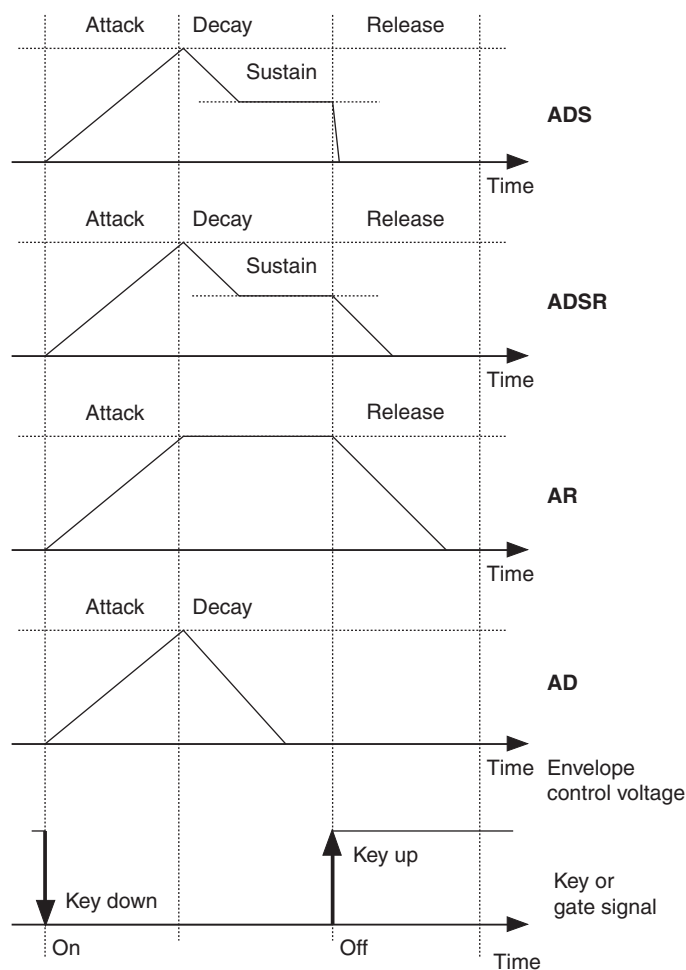 Attack Decay Release
Sustain
ADS
Time
Attack Decay Release
Sustain
ADSR
Time
Attack Release
AR
Time
Attack Decay
AD
Time
Envelope
control voltage
Key up
Key down
Key or
gate signal
On Off
Time